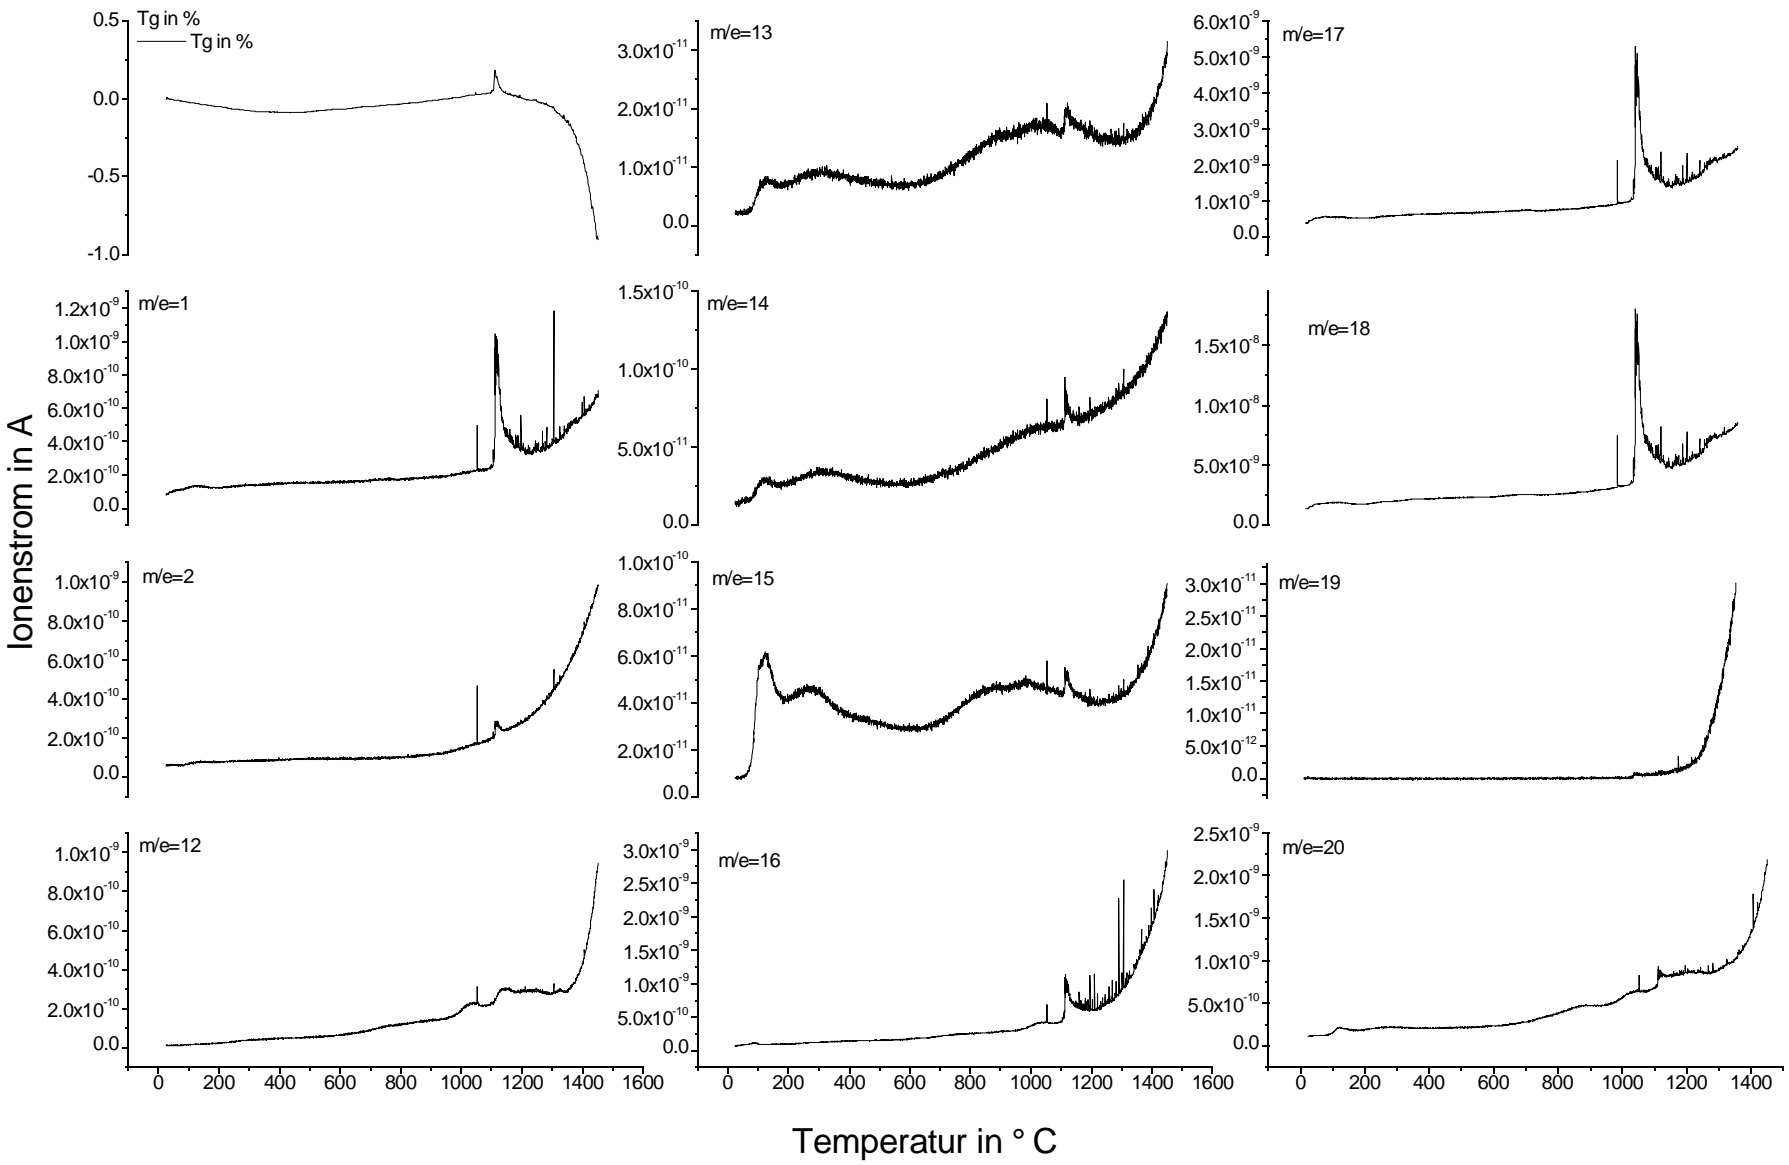 Tg in %
Tg in %
0.5
0.0
-0.5
-1.0
m/e=13
3.0x10⁻¹¹
2.0x10⁻¹¹
1.0x10⁻¹¹
0.0
m/e=17
6.0x10⁻⁹
5.0x10⁻⁹
4.0x10⁻⁹
3.0x10⁻⁹
2.0x10⁻⁹
1.0x10⁻⁹
0.0
m/e=1
1.2x10⁻⁹
1.0x10⁻⁹
8.0x10⁻¹⁰
6.0x10⁻¹⁰
4.0x10⁻¹⁰
2.0x10⁻¹⁰
0.0
m/e=14
1.5x10⁻¹⁰
1.0x10⁻¹⁰
5.0x10⁻¹¹
0.0
m/e=18
1.5x10⁻⁸
1.0x10⁻⁸
5.0x10⁻⁹
0.0
Ionenstrom in A
m/e=2
1.0x10⁻⁹
8.0x10⁻¹⁰
6.0x10⁻¹⁰
4.0x10⁻¹⁰
2.0x10⁻¹⁰
0.0
m/e=15
1.0x10⁻¹⁰
8.0x10⁻¹¹
6.0x10⁻¹¹
4.0x10⁻¹¹
2.0x10⁻¹¹
0.0
m/e=19
3.0x10⁻¹¹
2.5x10⁻¹¹
2.0x10⁻¹¹
1.5x10⁻¹¹
1.0x10⁻¹¹
5.0x10⁻¹²
0.0
m/e=12
1.0x10⁻⁹
8.0x10⁻¹⁰
6.0x10⁻¹⁰
4.0x10⁻¹⁰
2.0x10⁻¹⁰
0.0
0 200 400 600 800 1000 1200 1400 1600
m/e=16
3.0x10⁻⁹
2.5x10⁻⁹
2.0x10⁻⁹
1.5x10⁻⁹
1.0x10⁻⁹
5.0x10⁻¹⁰
0.0
0 200 400 600 800 1000 1200 1400 1600
m/e=20
2.5x10⁻⁹
2.0x10⁻⁹
1.5x10⁻⁹
1.0x10⁻⁹
5.0x10⁻¹⁰
0.0
0 200 400 600 800 1000 1200 1400
Temperatur in ° C